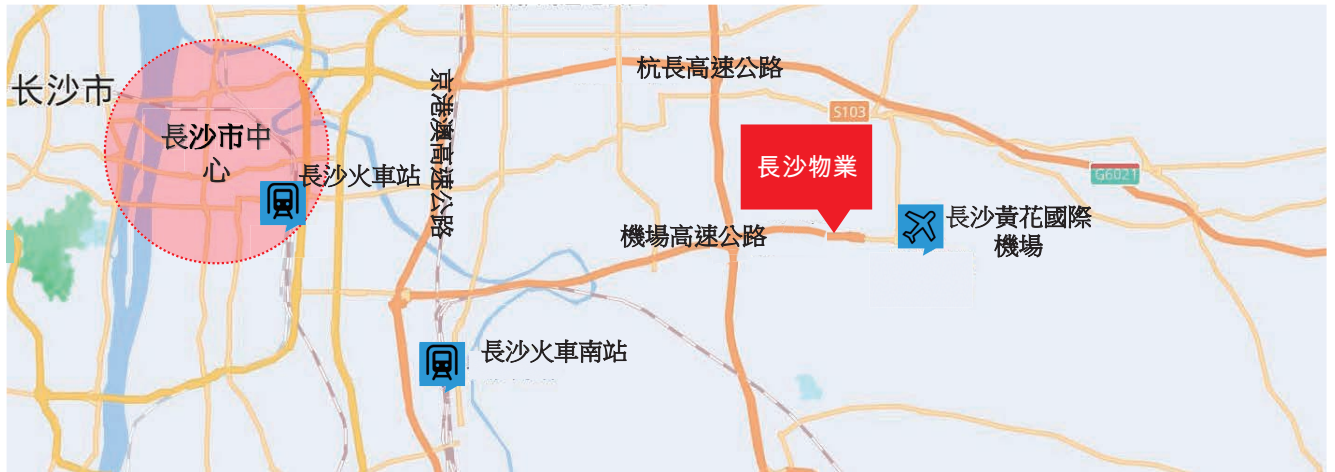 长沙市
長沙市中
心
長沙火車站
京港澳高速公路
杭長高速公路
S103
長沙物業
G6021
機場高速公路
長沙黃花國際
機場
長沙火車南站